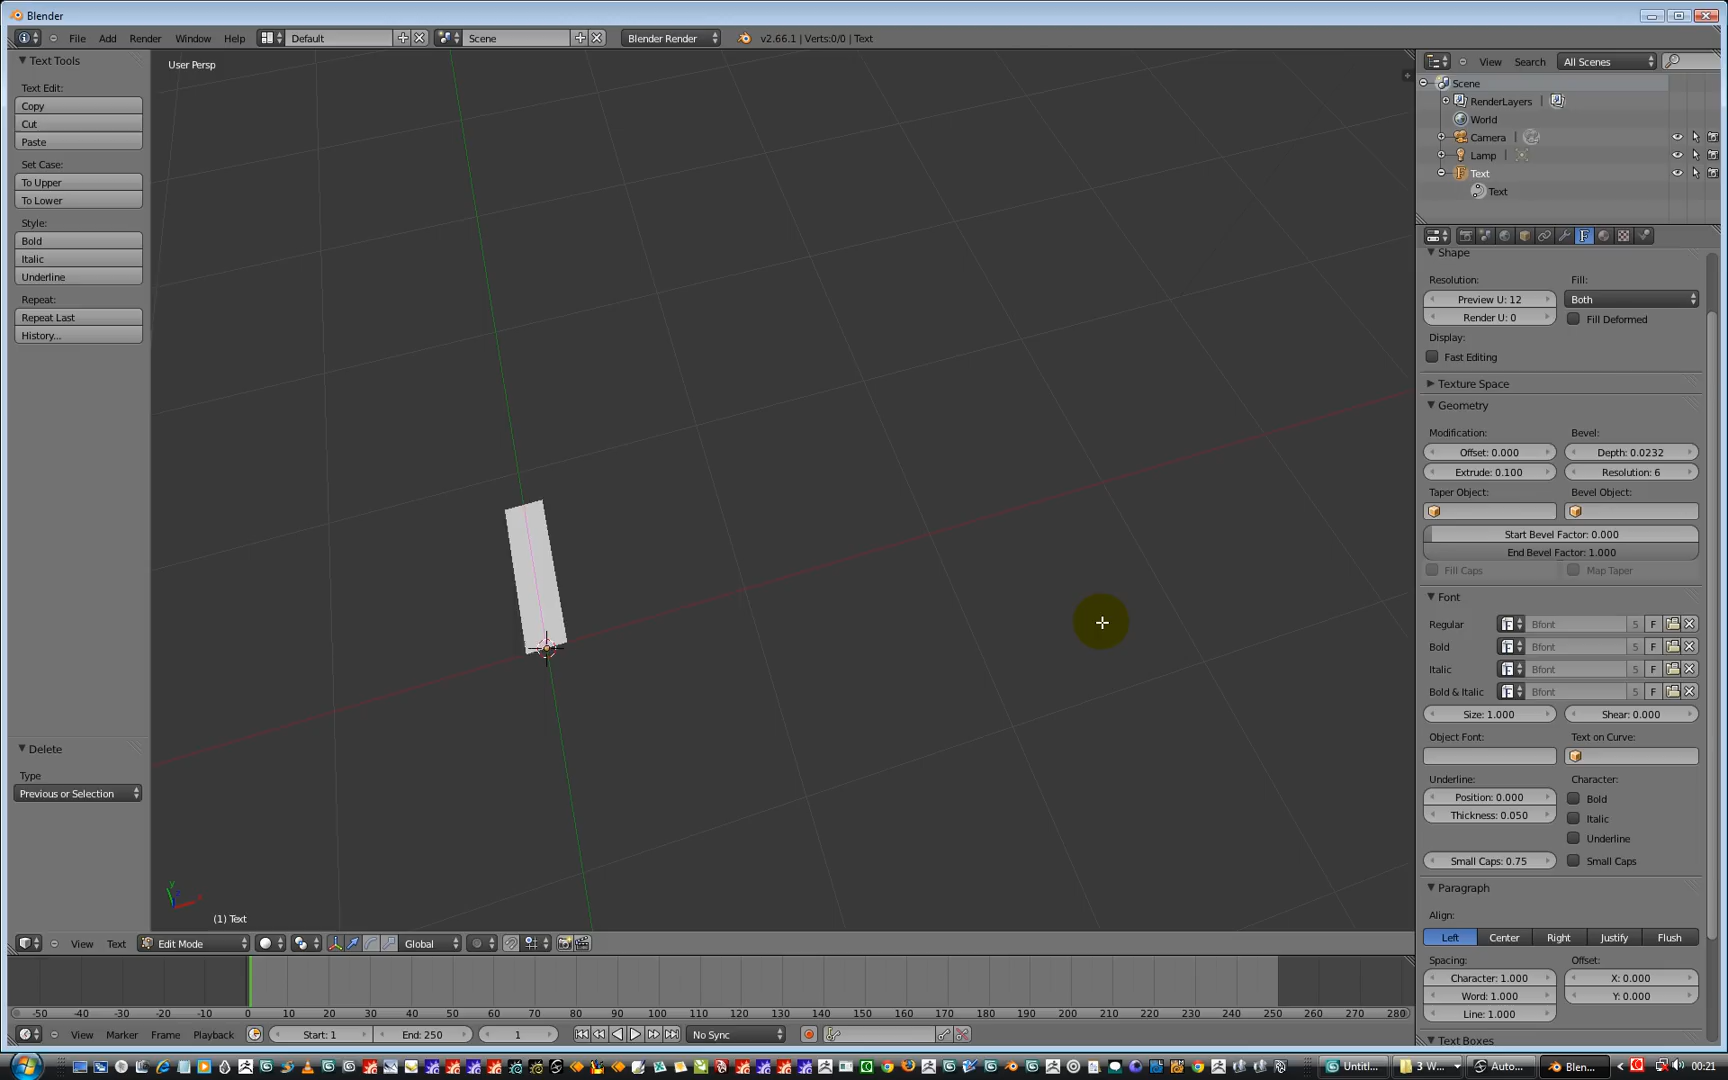 Blender
File Add Render Window Help Default Scene Blender Render v2.66.1 | Verts:0/0 | Text
Text Tools
Text Edit:
Copy
Cut
Paste
Set Case:
To Upper
To Lower
Style:
Bold
Italic
Underline
Repeat:
Repeat Last
History...
Delete
Type
Previous or Selection
User Persp
(1) Text
View Search All Scenes
Scene
RenderLayers
World
Camera
Lamp
Text
Text
Shape
Resolution: Fill:
Preview U: 12 Both
Render U: 0 Fill Deformed
Display:
Fast Editing
Texture Space
Geometry
Modification: Bevel:
Offset: 0.000 Depth: 0.0232
Extrude: 0.100 Resolution: 6
Taper Object: Bevel Object:
Start Bevel Factor: 0.000
End Bevel Factor: 1.000
Fill Caps Map Taper
Font
Regular Bfont 5 F
Bold Bfont 5 F
Italic Bfont 5 F
Bold & Italic Bfont 5 F
Size: 1.000 Shear: 0.000
Object Font: Text on Curve:
Underline: Character:
Position: 0.000 Bold
Thickness: 0.050 Italic
Underline
Small Caps: 0.75 Small Caps
Paragraph
Align:
Left Center Right Justify Flush
Spacing: Offset:
Character: 1.000 X: 0.000
Word: 1.000 Y: 0.000
Line: 1.000
Text Boxes
View Text Edit Mode Global
-50 -40 -30 -20 -10 0 10 20 30 40 50 60 70 80 90 100 110 120 130 140 150 160 170 180 190 200 210 220 230 240 250 260 270 280
View Marker Frame Playback Start: 1 End: 250 1 No Sync
Untitl... 3 W... Auto... Blen... 00:21